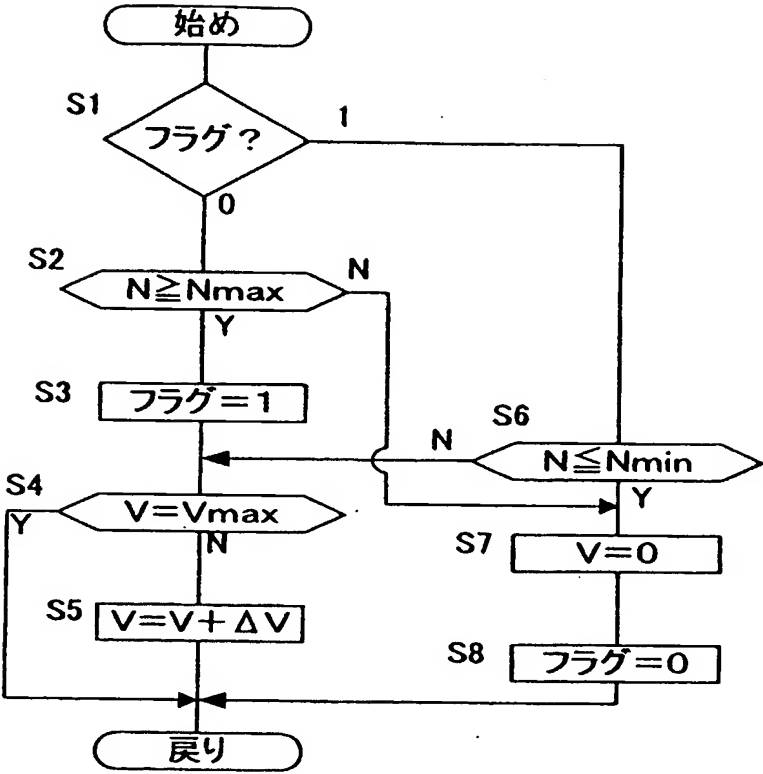 始め
S1
フラグ?
1
0
S2
N≧Nmax
N
Y
S3
フラグ=1
S6
N≦Nmin
N
Y
S4
V=Vmax
Y
N
S7
V=0
S5
V=V+ΔV
S8
フラグ=0
戻り